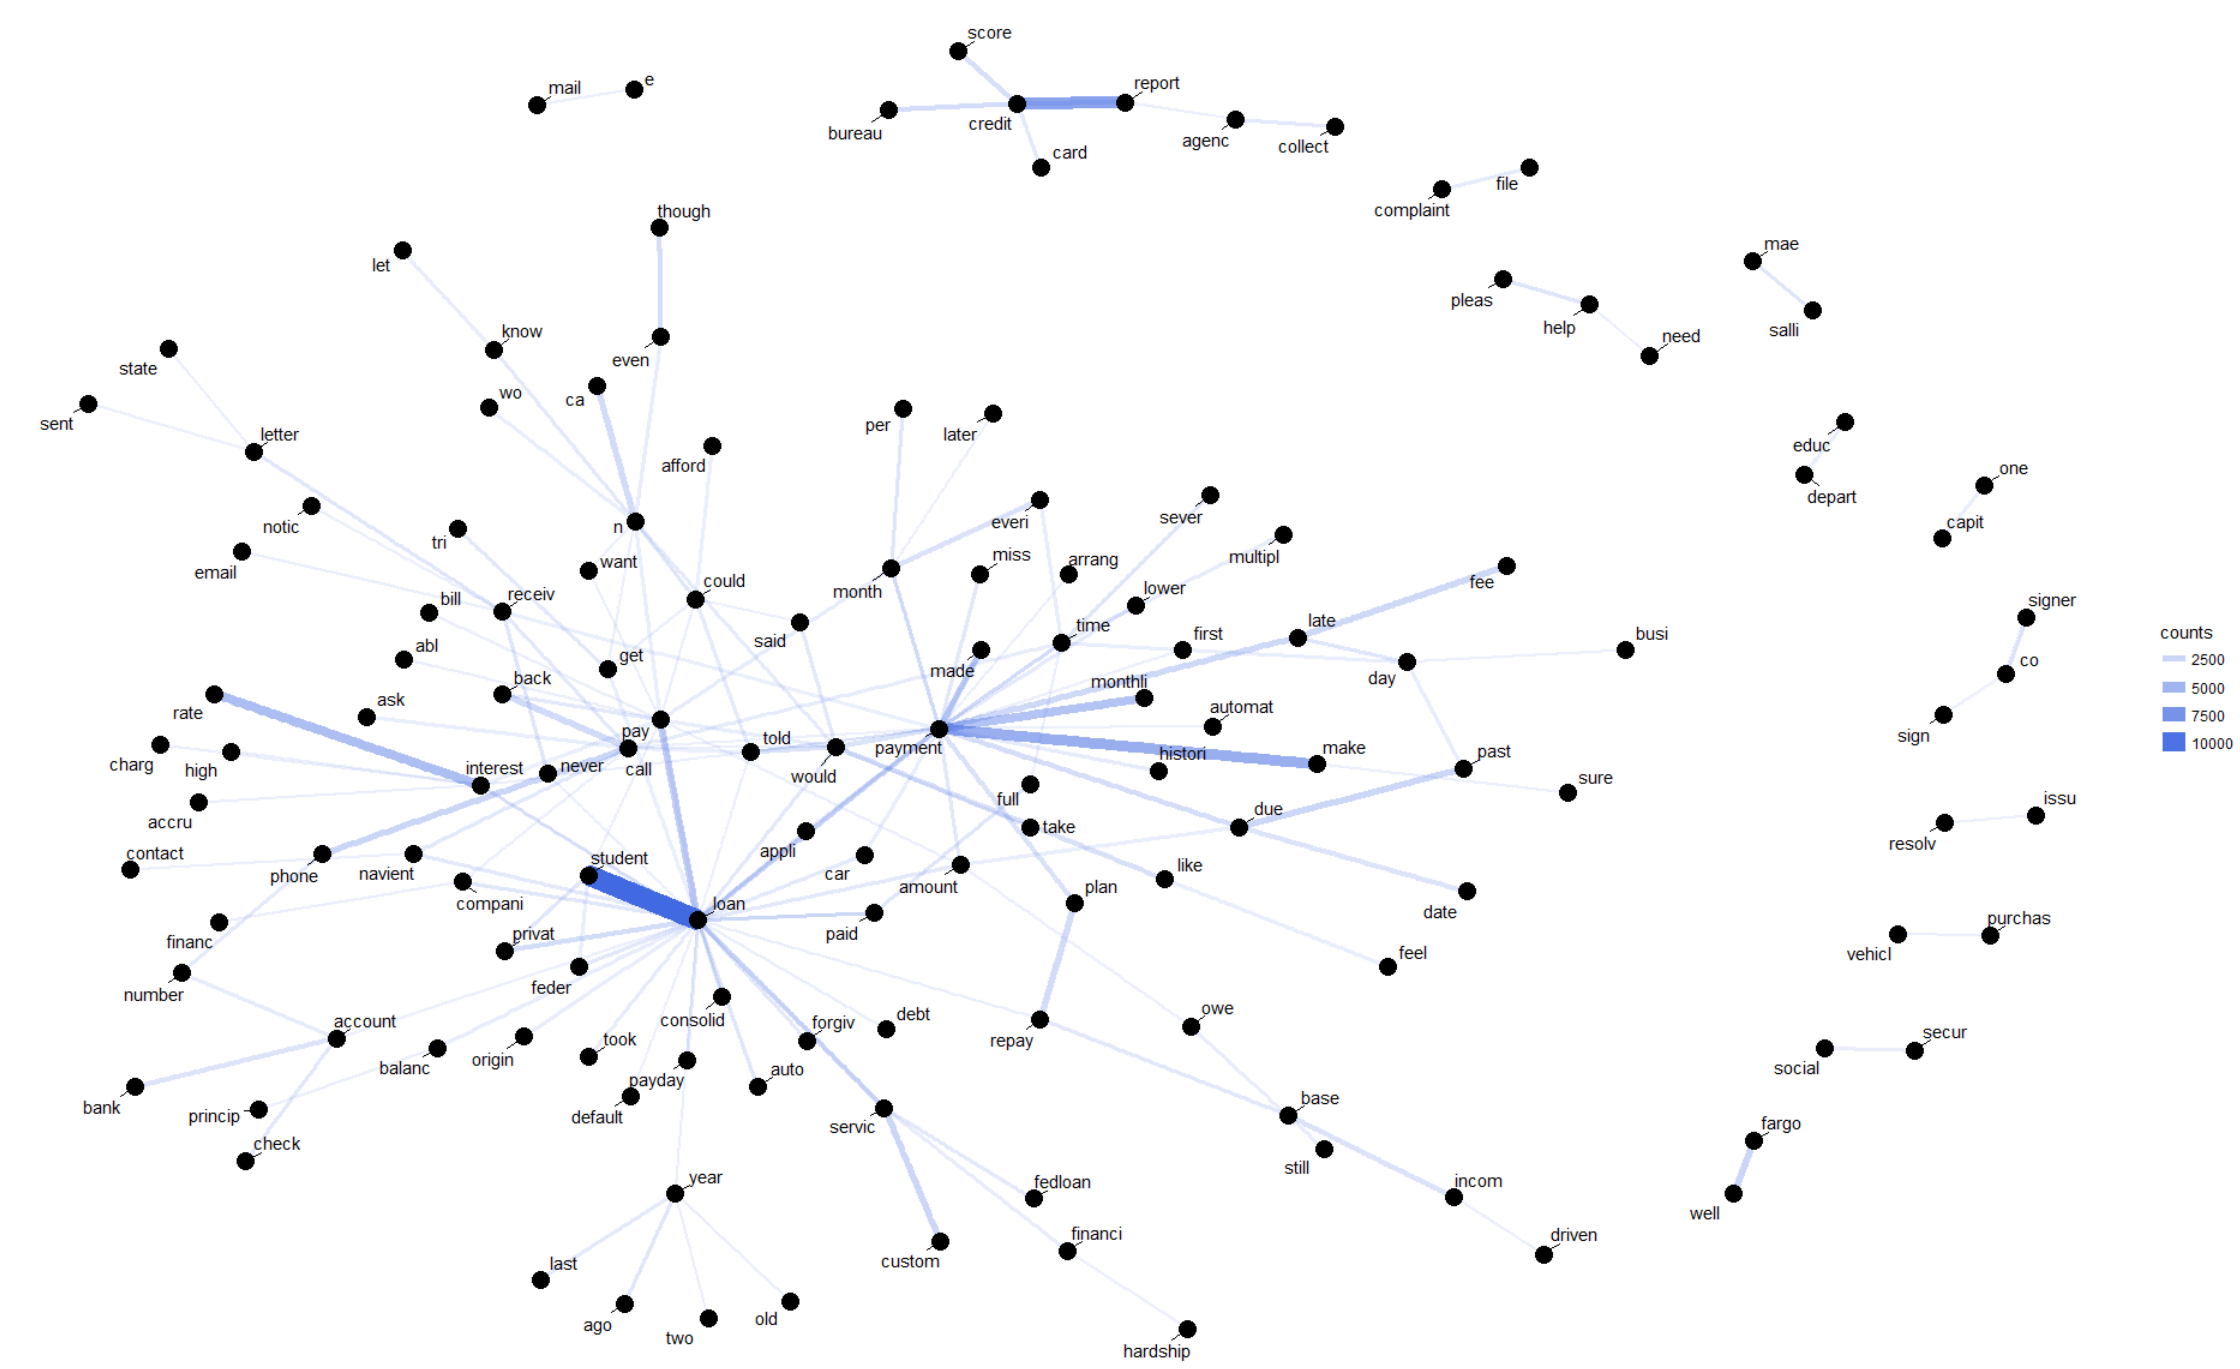 score
mail
e
report
bureau
credit
agenc
collect
card
file
complaint
though
let
mae
pleas
help
need
salli
know
even
state
wo
ca
sent
letter
per
later
afford
educ
depart
one
capit
notic
tri
n
everi
sever
email
want
miss
arrang
multipl
fee
bill
receiv
could
month
lower
signer
counts
2500
5000
7500
10000
abl
get
said
time
first
late
busi
made
day
co
back
monthli
ask
rate
pay
told
payment
automat
sign
charg
high
interest
never
call
would
histori
make
past
sure
accru
full
due
issu
contact
phone
navient
student
appli
take
resolv
compani
car
amount
like
plan
loan
financ
privat
paid
date
purchas
vehicl
number
feder
feel
account
consolid
forgiv
debt
repay
owe
balanc
origin
took
payday
auto
social
secur
bank
princip
default
servic
base
check
still
fargo
year
fedloan
incom
well
last
custom
financi
driven
ago
two
old
hardship